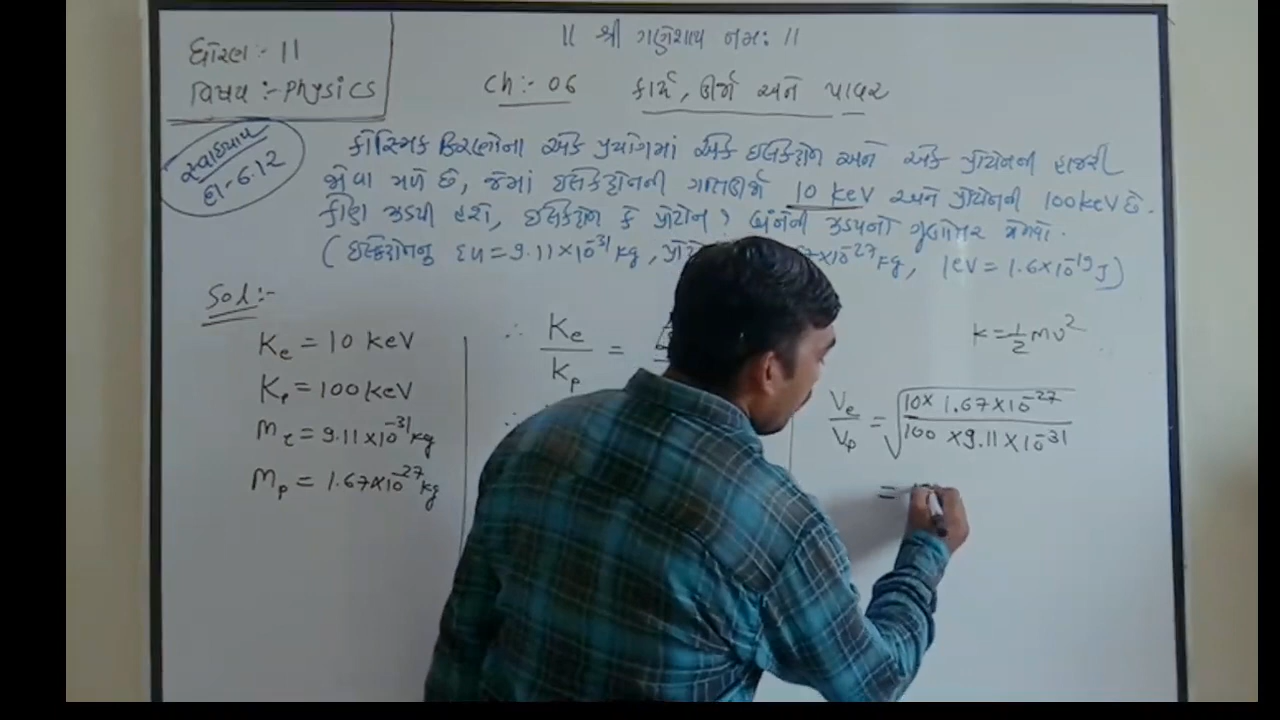 ॥ શ્રી ગણેશાય નમઃ ॥
ધોરણ :- 11
વિષય :- Physics
Ch :- 06 કાર્ય, ઊર્જા અને પાવર
સ્વાધ્યાય
દા-6.12
કોસ્મિક કિરણોના એક પ્રયોગમાં એક ઇલેક્ટ્રોન અને એક પ્રોટોનની હાજરી
જોવા મળે છે, જેમાં ઇલેક્ટ્રોનની ગતિઊર્જા 10 keV અને પ્રોટોનની 100 keV છે.
કોણ ઝડપી હશે, ઇલેક્ટ્રોન કે પ્રોટોન? બંનેની ઝડપનો ગુણોત્તર મેળવો.
(ઇલેક્ટ્રોનનું દળ = 9.11×10⁻³¹ kg, ×10⁻²⁷ kg, 1eV = 1.6×10⁻¹⁹ J)
Sol :-
Ke = 10 keV
Kp = 100 keV
me = 9.11×10⁻³¹ kg
mp = 1.67×10⁻²⁷ kg
∴ Ke/Kp =
k = 1/2 mv²
Ve/Vp = √(10 × 1.67×10⁻²⁷ / 100 × 9.11×10⁻³¹)
=